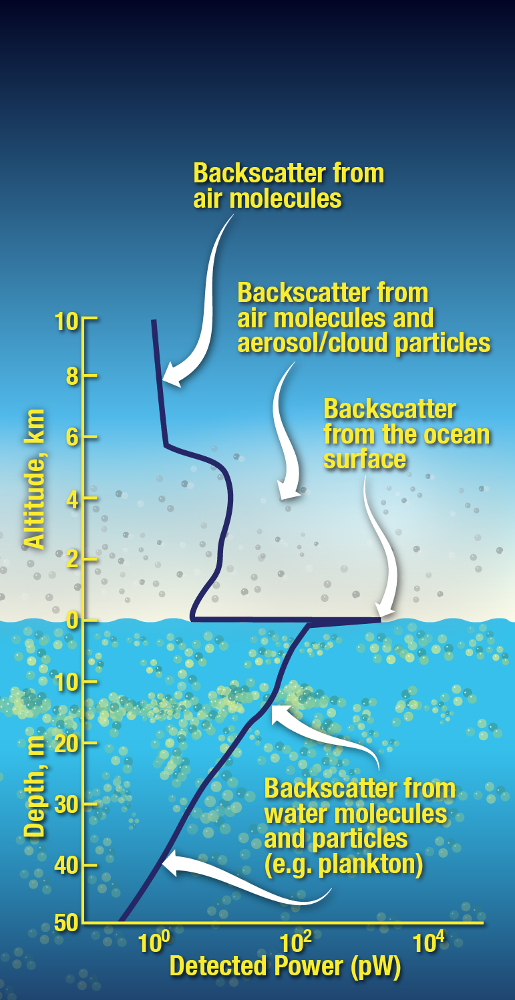 Backscatter from
air molecules
Backscatter from
air molecules and
aerosol/cloud particles
Backscatter
from the ocean
surface
Altitude, km
10
8
6
4
2
0
10
20
30
40
50
Depth, m
Backscatter from
water molecules
and particles
(e.g. plankton)
10⁰ 10² 10⁴
Detected Power (pW)